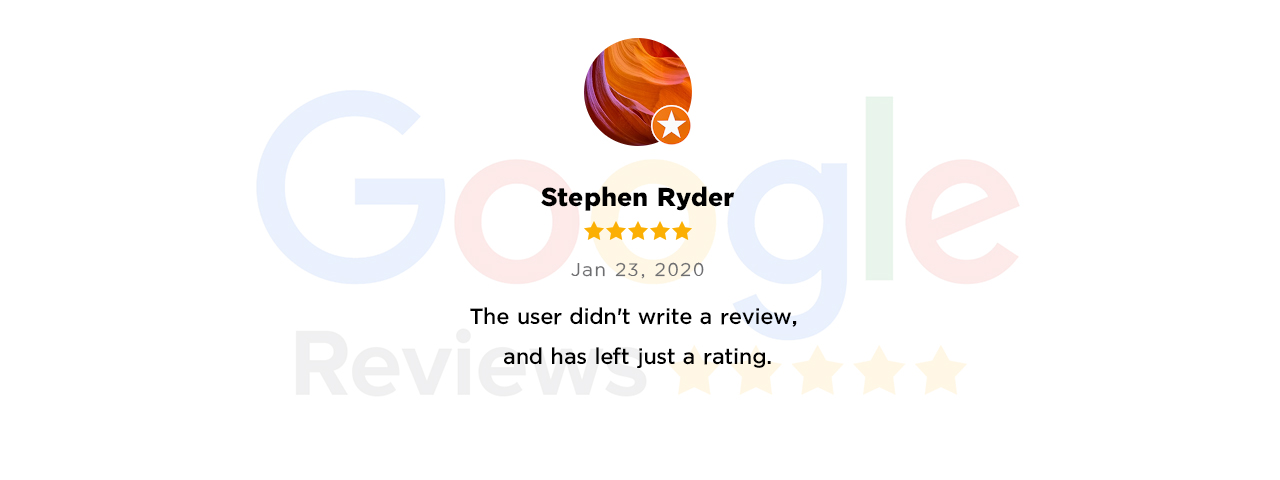 Google
Stephen Ryder
Jan 23, 2020
The user didn't write a review,
and has left just a rating.
Reviews